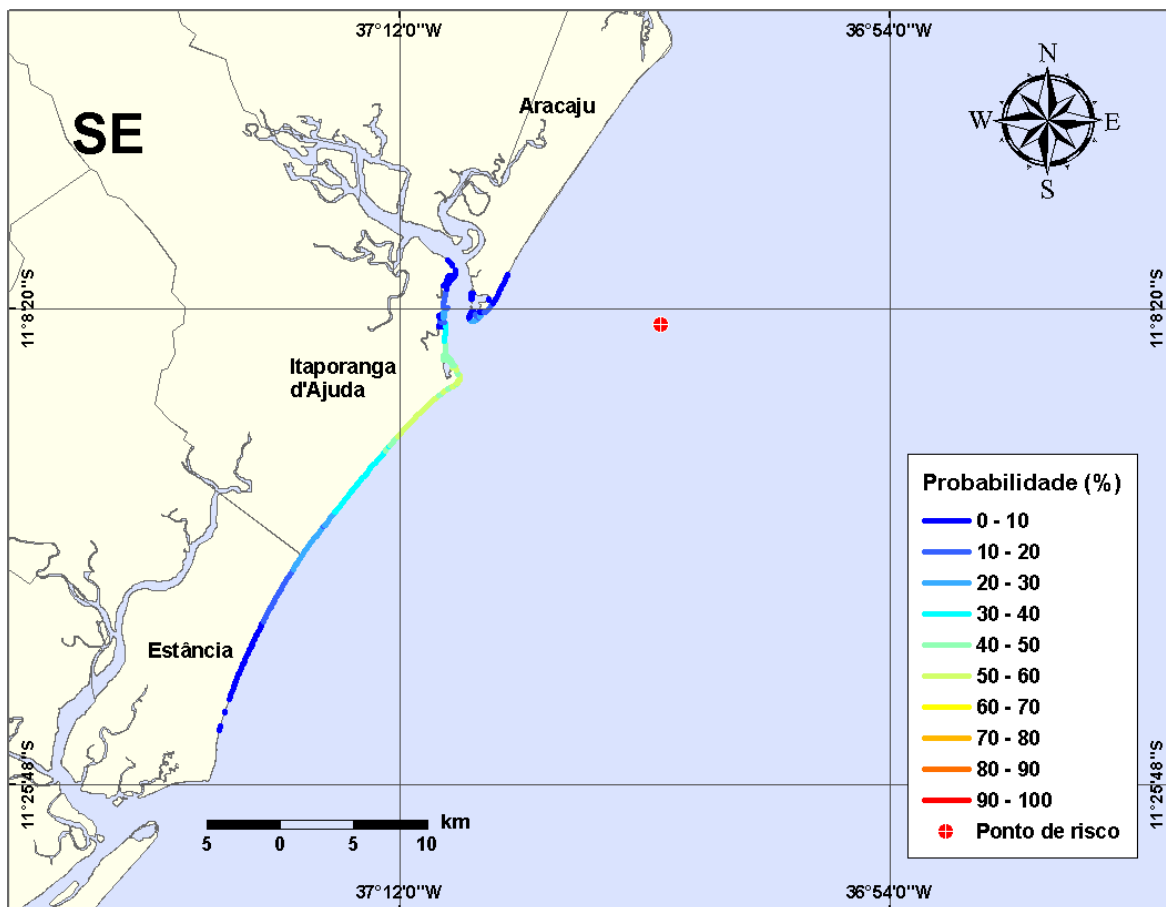 37°12'0"W
36°54'0"W
SE
Aracaju
N
W
E
S
11°8'20"S
11°8'20"S
Itaporanga
d'Ajuda
Estância
Probabilidade (%)
0 - 10
10 - 20
20 - 30
30 - 40
40 - 50
50 - 60
60 - 70
70 - 80
80 - 90
90 - 100
Ponto de risco
11°25'48"S
11°25'48"S
km
5 0 5 10
37°12'0"W
36°54'0"W